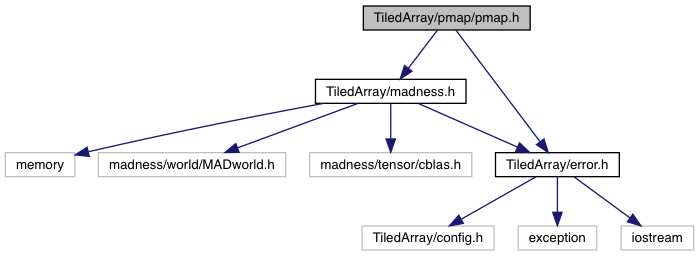 TiledArray/pmap/pmap.h
TiledArray/madness.h
memory
madness/world/MADworld.h
madness/tensor/cblas.h
TiledArray/error.h
TiledArray/config.h
exception
iostream